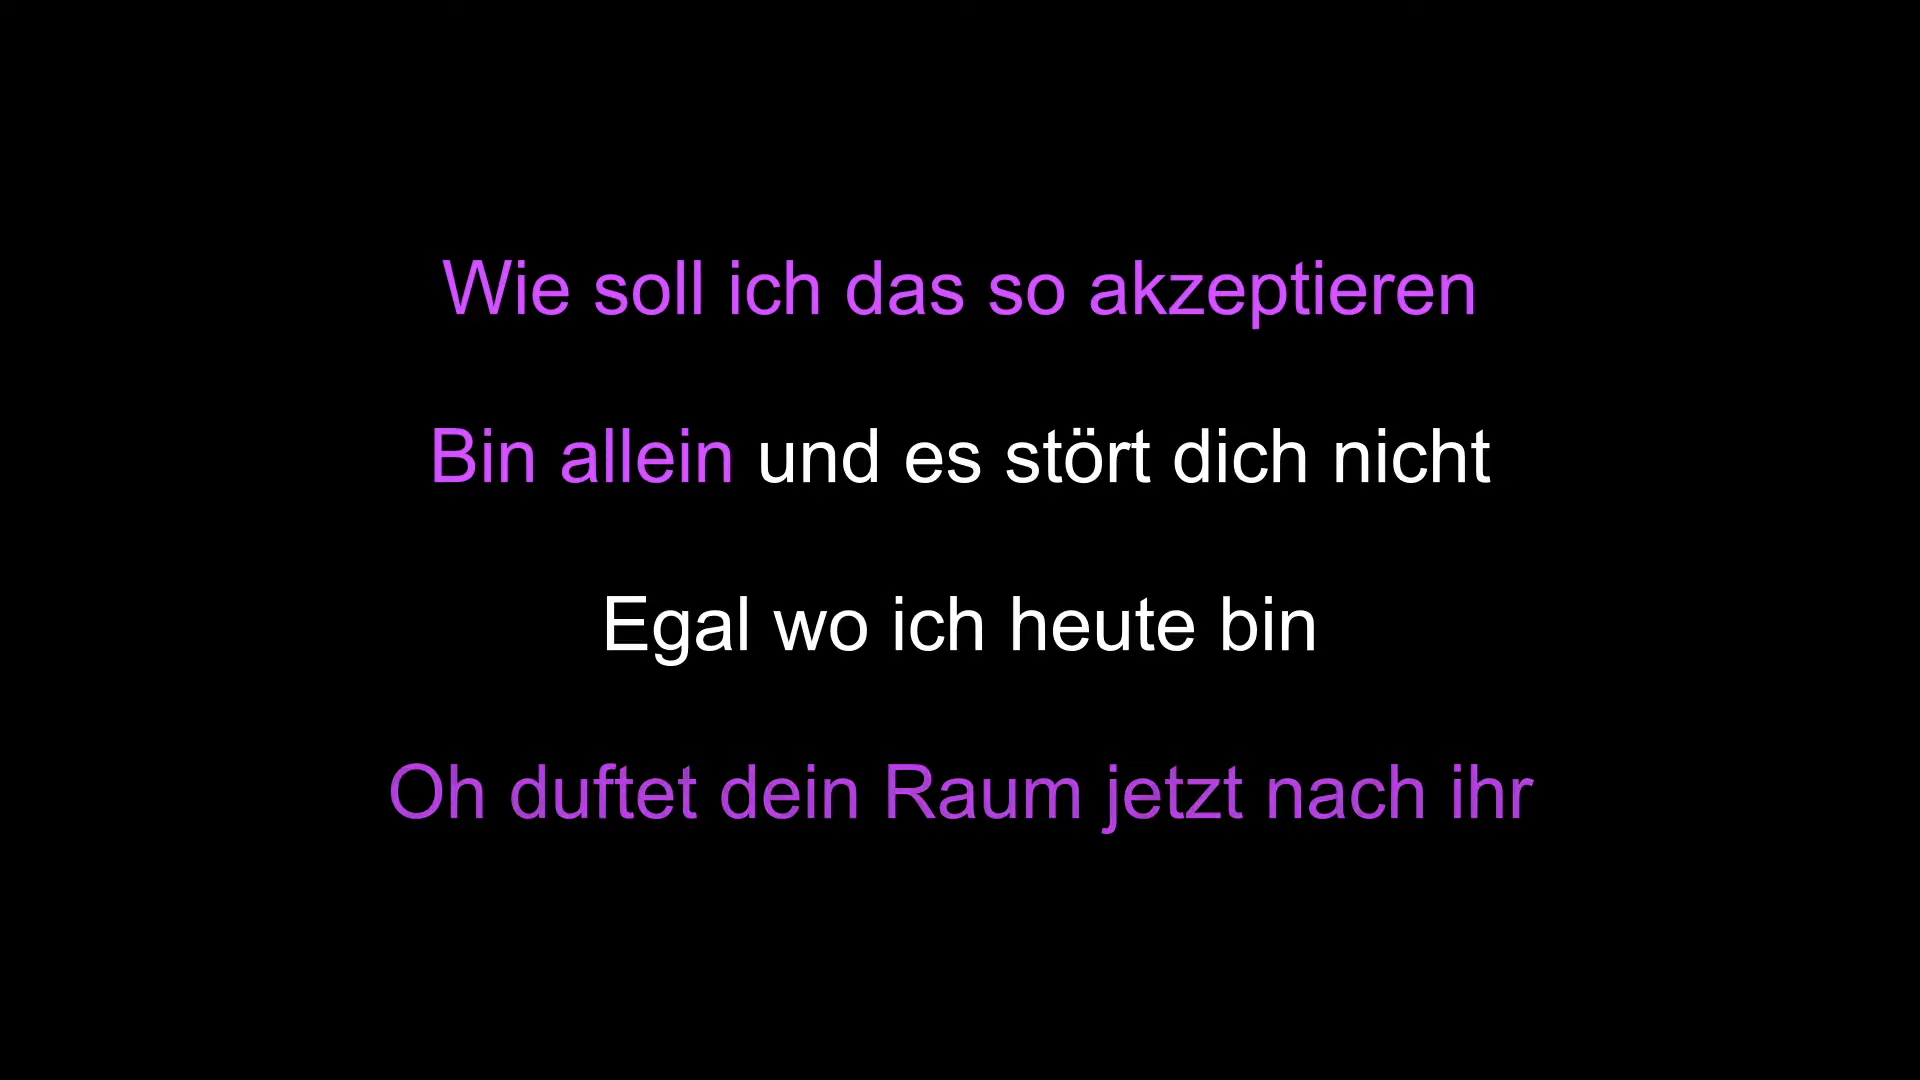 Wie soll ich das so akzeptieren
Bin allein und es stört dich nicht
Egal wo ich heute bin
Oh duftet dein Raum jetzt nach ihr